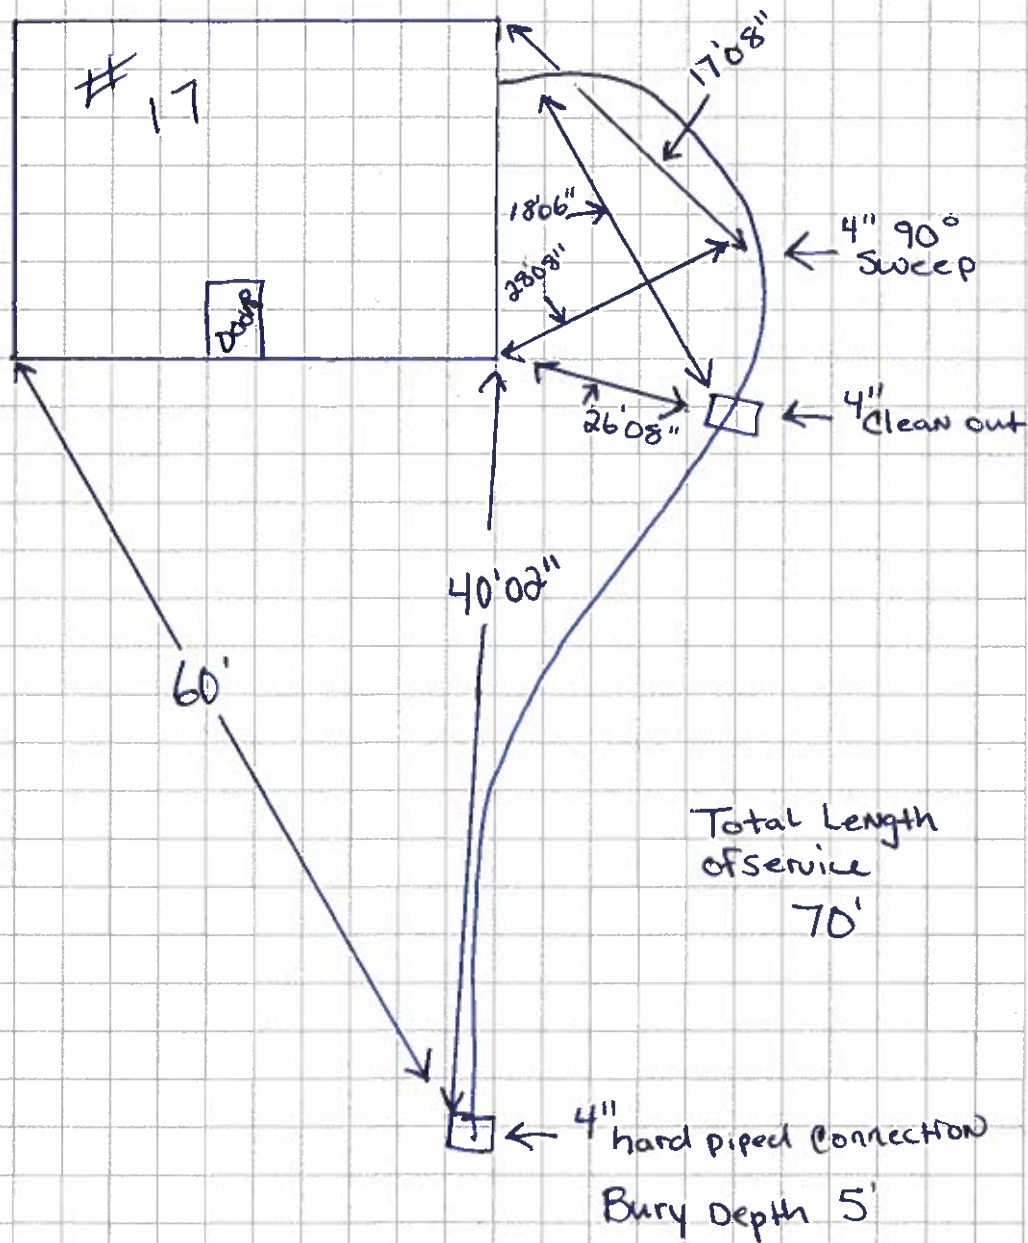 # 17
17'08"
18'06"
4" 90°
Sweep
28'08"
DOOR
26'08"
4"
Clean out
40'02"
60'
Total Length
of service
70'
4"
hard piped connection
Bury Depth 5'